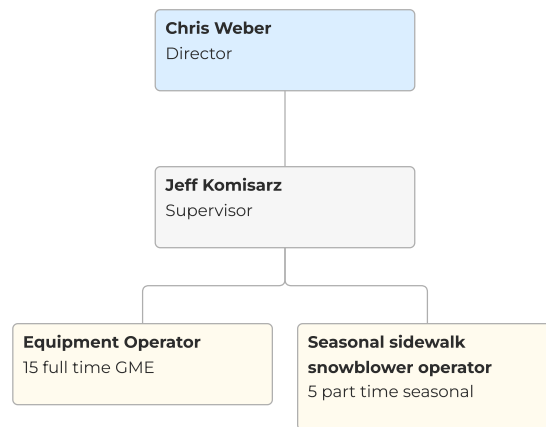 Chris Weber
Director
Jeff Komisarz
Supervisor
Equipment Operator
15 full time GME
Seasonal sidewalk
snowblower operator
5 part time seasonal